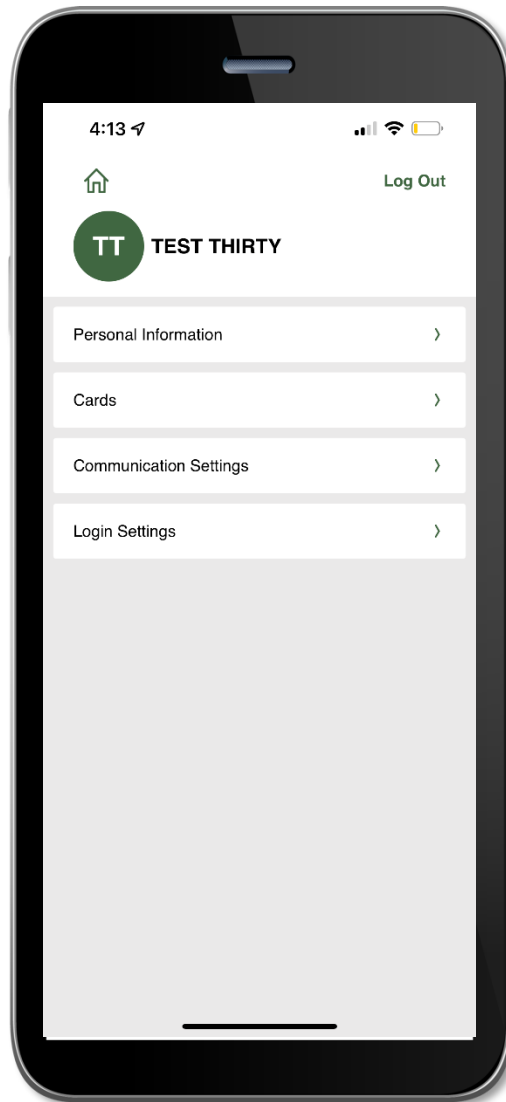 4:13
Log Out
TT
TEST THIRTY
Personal Information
Cards
Communication Settings
Login Settings